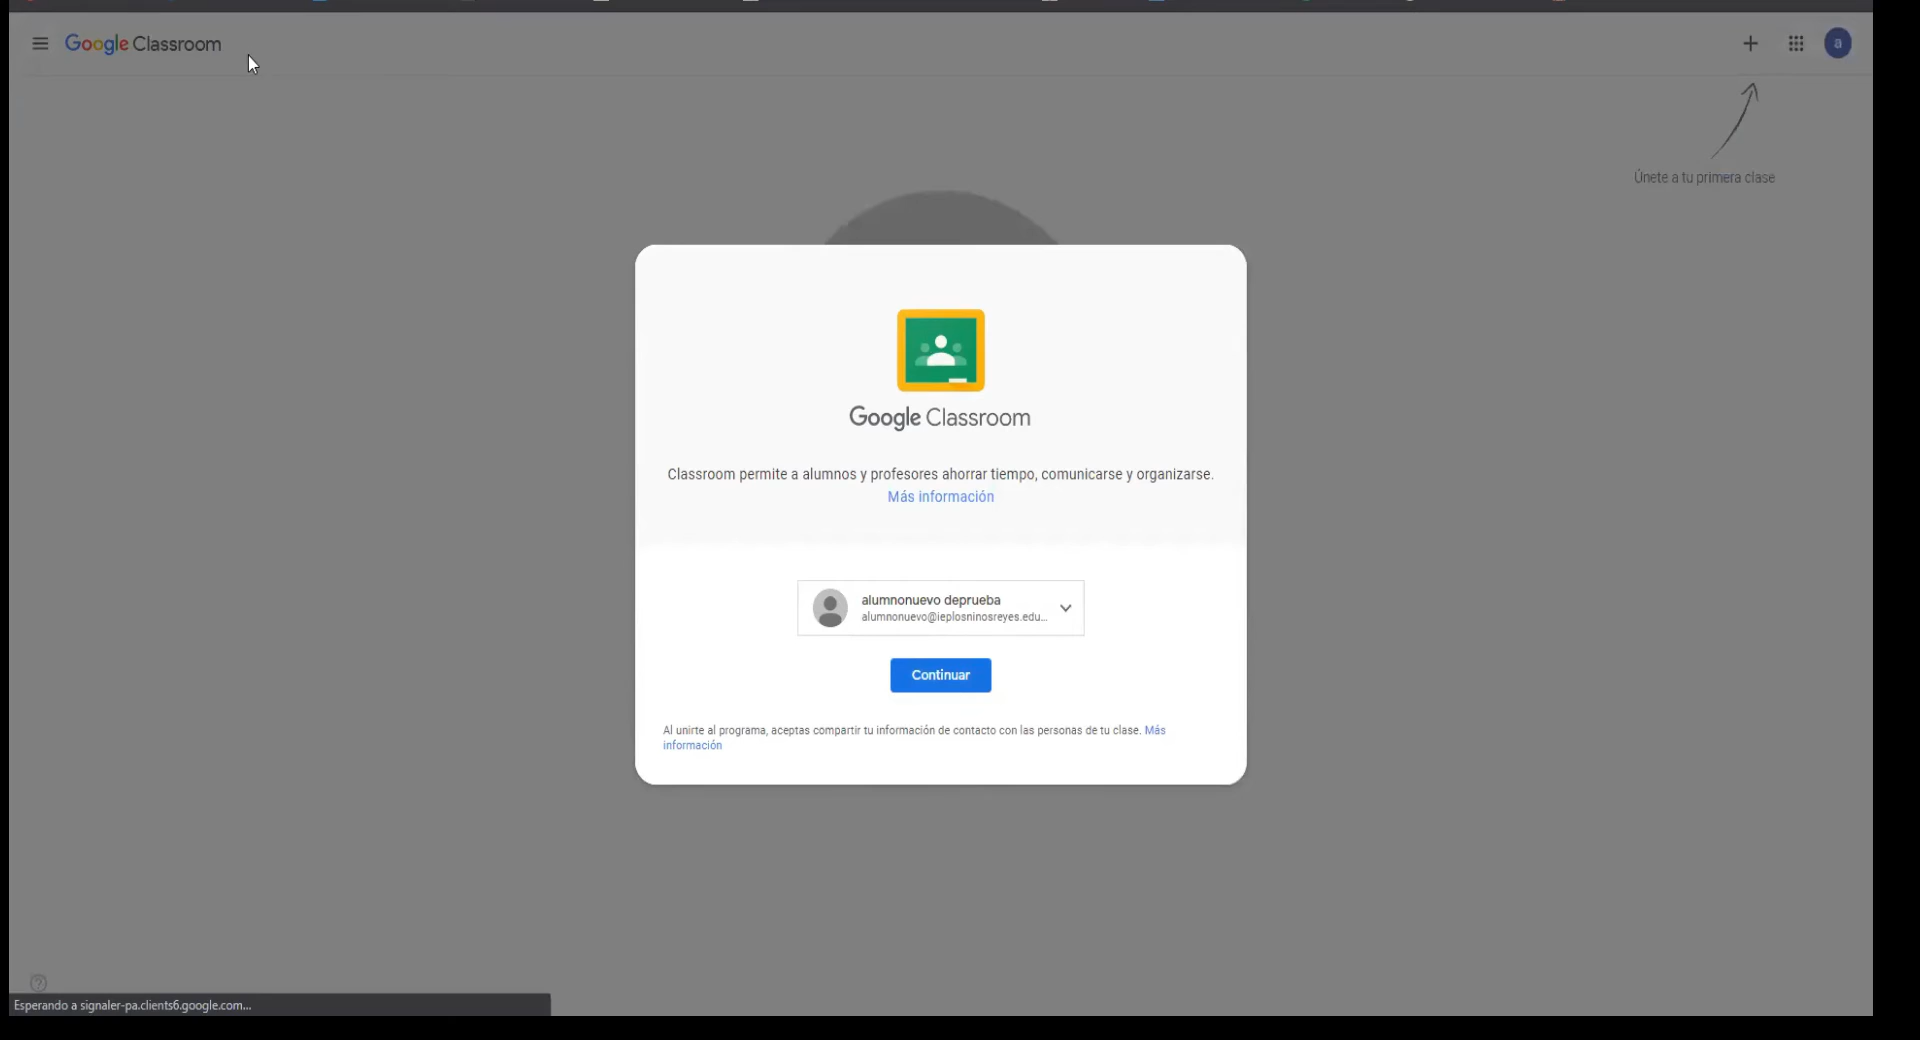 Google Classroom
a
Únete a tu primera clase
Google Classroom
Classroom permite a alumnos y profesores ahorrar tiempo, comunicarse y organizarse.
Más información
alumnonuevo deprueba
alumnonuevo@ieplosninosreyes.edu...
Continuar
Al unirte al programa, aceptas compartir tu información de contacto con las personas de tu clase. Más
información
Esperando a signaler-pa.clients6.google.com...